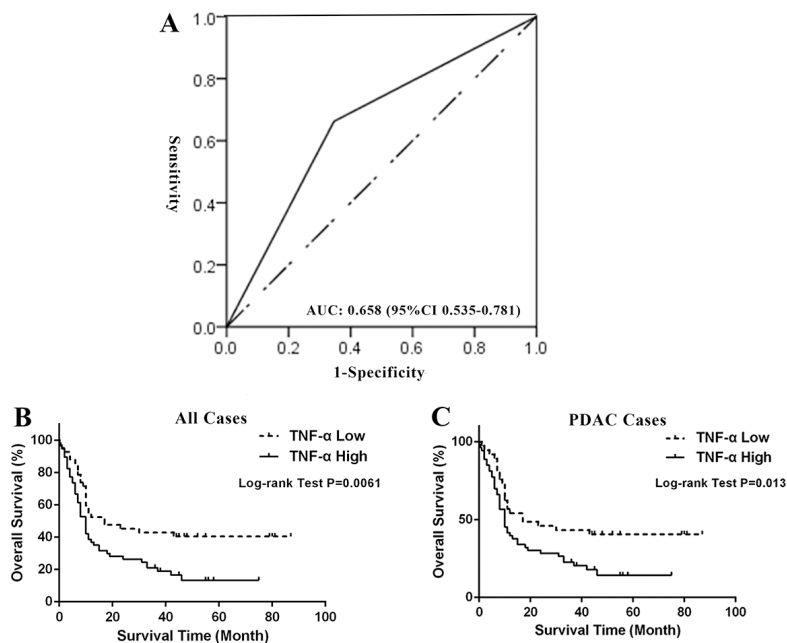 A
1.0
0.8
0.6
0.4
0.2
0.0
Sensitivity
AUC: 0.658 (95%CI 0.535-0.781)
0.0 0.2 0.4 0.6 0.8 1.0
1-Specificity
B
All Cases
TNF-α Low
TNF-α High
Log-rank Test P=0.0061
Overall Survival (%)
100
80
60
40
20
0
0 20 40 60 80 100
Survival Time (Month)
C
PDAC Cases
TNF-α Low
TNF-α High
Log-rank Test P=0.013
Overall Survival (%)
100
50
0
0 20 40 60 80 100
Survival Time (Month)